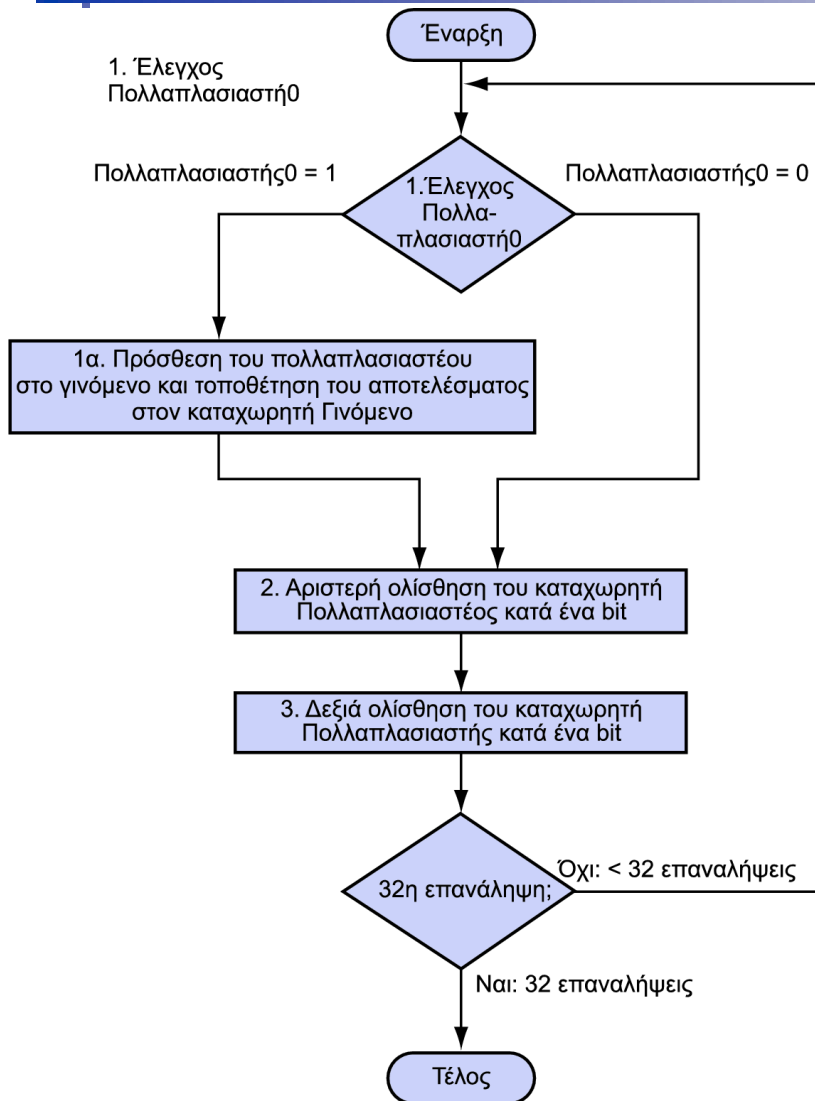 Έναρξη
1. Έλεγχος
Πολλαπλασιαστή0
Πολλαπλασιαστής0 = 1
1.Έλεγχος
Πολλα-
πλασιαστή0
Πολλαπλασιαστής0 = 0
1α. Πρόσθεση του πολλαπλασιαστέου
στο γινόμενο και τοποθέτηση του αποτελέσματος
στον καταχωρητή Γινόμενο
2. Αριστερή ολίσθηση του καταχωρητή
Πολλαπλασιαστέος κατά ένα bit
3. Δεξιά ολίσθηση του καταχωρητή
Πολλαπλασιαστής κατά ένα bit
32η επανάληψη;
Όχι: < 32 επαναλήψεις
Ναι: 32 επαναλήψεις
Τέλος